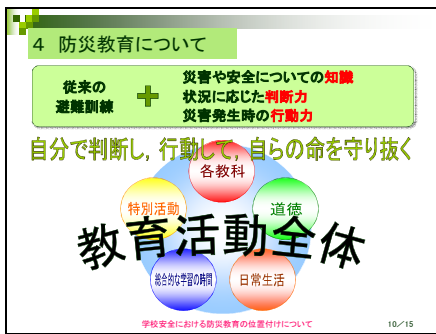 4 防災教育について
従来の
避難訓練
+
災害や安全についての知識
状況に応じた判断力
災害発生時の行動力
自分で判断し,行動して,自らの命を守り抜く
各教科
特別活動
道徳
教育活動全体
総合的な学習の時間
日常生活
学校安全における防災教育の位置付けについて
10/15